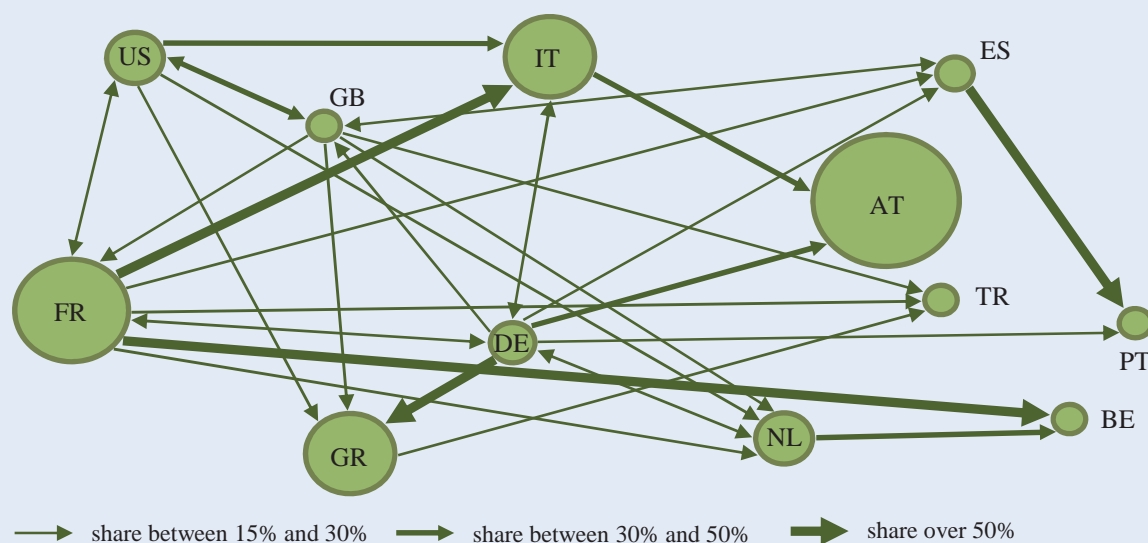 US
IT
ES
GB
AT
FR
TR
DE
PT
BE
GR
NL
share between 15% and 30%
share between 30% and 50%
share over 50%